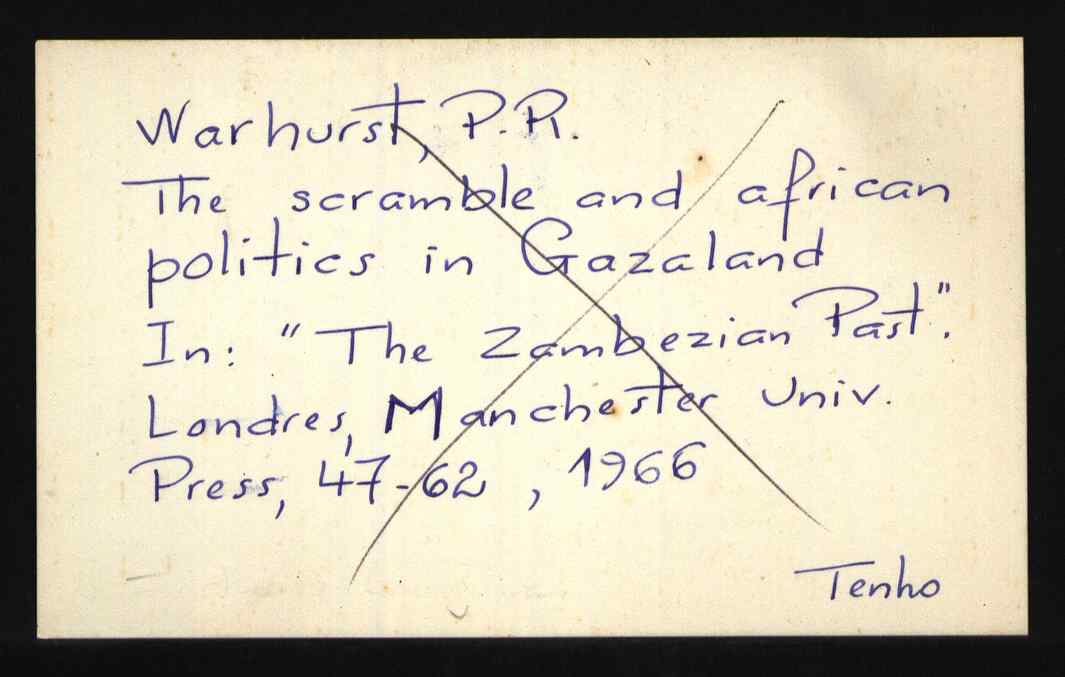 Warhurst, P.R.
The scramble and african
politics in Gazaland
In: "The Zambezian Past".
Londres, Manchester Univ.
Press, 47-62, 1966
Tenho